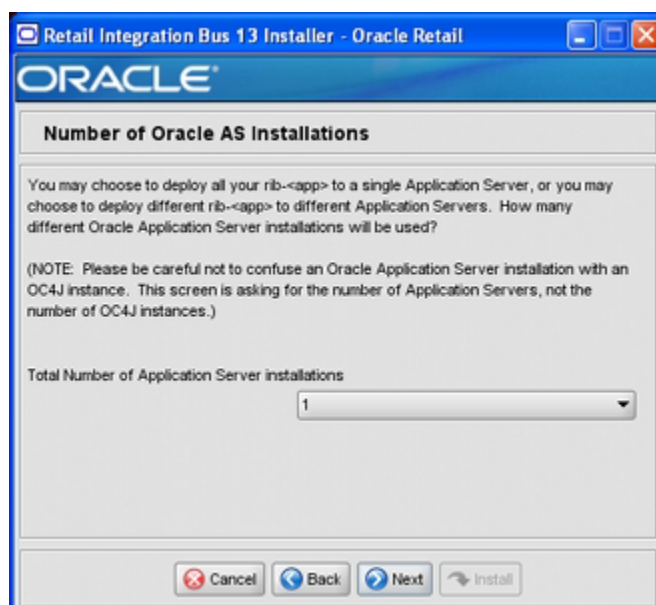 Retail Integration Bus 13 Installer - Oracle Retail
ORACLE
Number of Oracle AS Installations
You may choose to deploy all your rib-<app> to a single Application Server, or you may
choose to deploy different rib-<app> to different Application Servers. How many
different Oracle Application Server installations will be used?
(NOTE: Please be careful not to confuse an Oracle Application Server installation with an
OC4J instance. This screen is asking for the number of Application Servers, not the
number of OC4J instances.)
Total Number of Application Server installations
1
Cancel Back Next Install